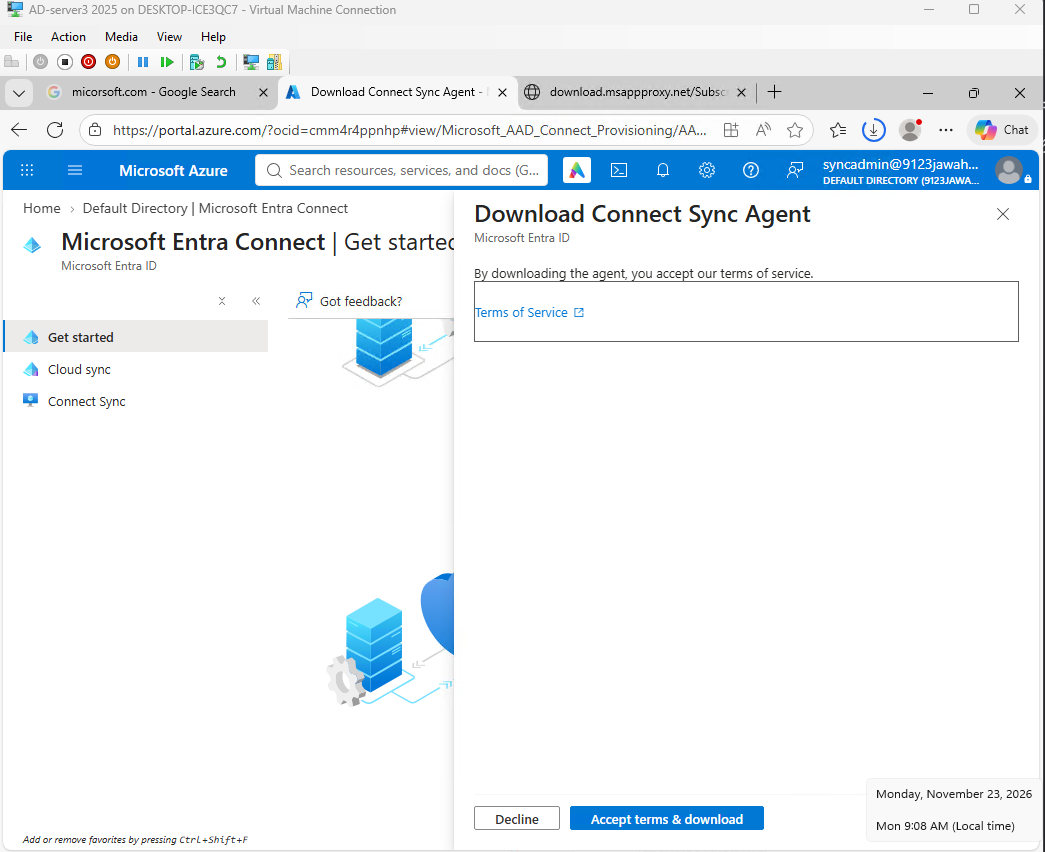 AD-server3 2025 on DESKTOP-ICE3QC7 - Virtual Machine Connection
File Action Media View Help
micorsoft.com - Google Search
Download Connect Sync Agent -
download.msappproxy.net/Subsc
https://portal.azure.com/?ocid=cmm4r4ppnhp#view/Microsoft_AAD_Connect_Provisioning/AA...
Chat
Microsoft Azure
Search resources, services, and docs (G...
syncadmin@9123jawah...
DEFAULT DIRECTORY (9123JAWA...
Home > Default Directory | Microsoft Entra Connect
Microsoft Entra Connect | Get started
Microsoft Entra ID
Got feedback?
Get started
Cloud sync
Connect Sync
Download Connect Sync Agent
Microsoft Entra ID
By downloading the agent, you accept our terms of service.
Terms of Service
Decline
Accept terms & download
Monday, November 23, 2026
Mon 9:08 AM (Local time)
Add or remove favorites by pressing Ctrl+Shift+F